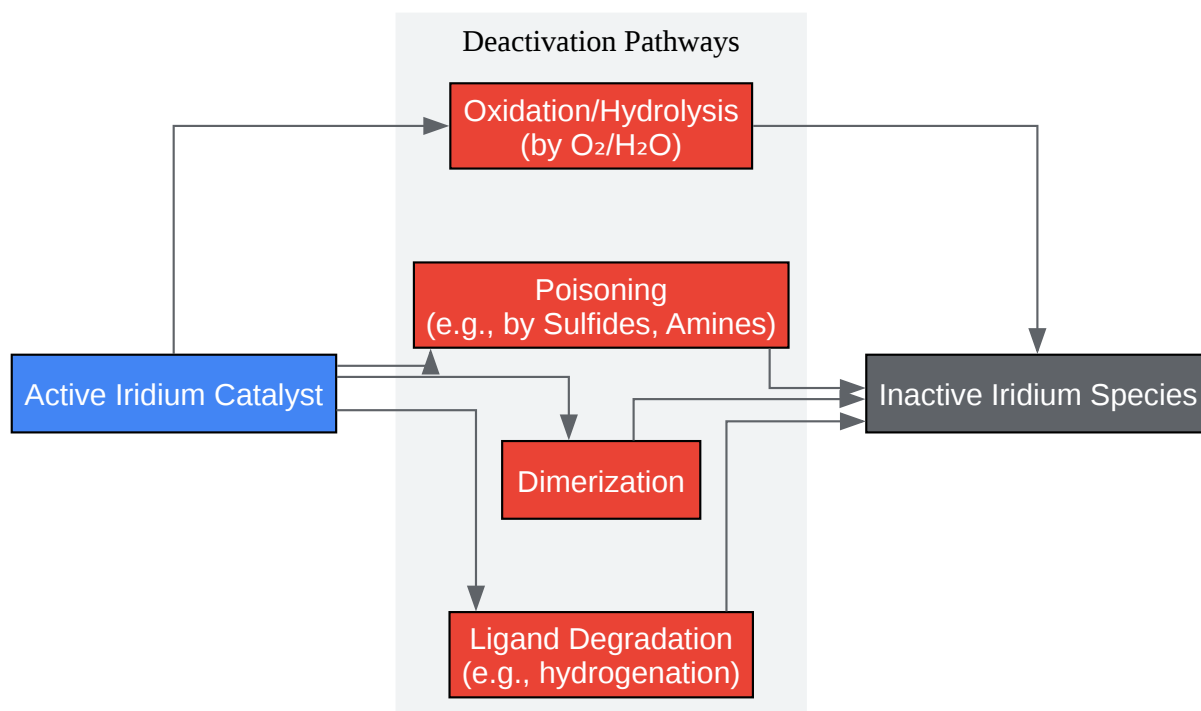 Deactivation Pathways
Oxidation/Hydrolysis
(by O₂/H₂O)
Poisoning
(e.g., by Sulfides, Amines)
Active Iridium Catalyst
Inactive Iridium Species
Dimerization
Ligand Degradation
(e.g., hydrogenation)